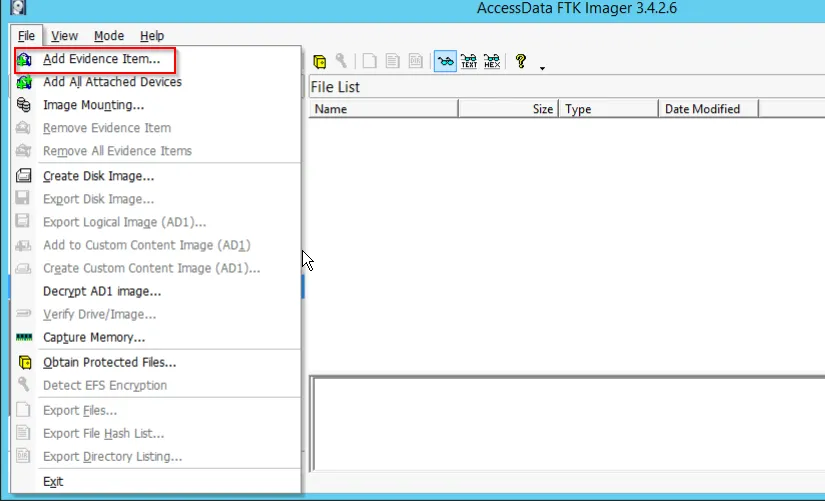 AccessData FTK Imager 3.4.2.6
File View Mode Help
Add Evidence Item...
Add All Attached Devices
Image Mounting...
Remove Evidence Item
Remove All Evidence Items
Create Disk Image...
Export Disk Image...
Export Logical Image (AD1)...
Add to Custom Content Image (AD1)
Create Custom Content Image (AD1)...
Decrypt AD1 image...
Verify Drive/Image...
Capture Memory...
Obtain Protected Files...
Detect EFS Encryption
Export Files...
Export File Hash List...
Export Directory Listing...
Exit
TEXT HEX
File List
Name Size Type Date Modified